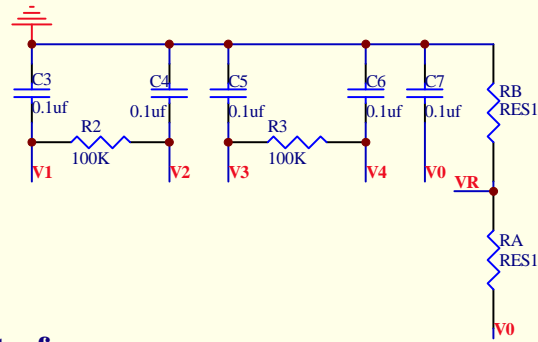 C3
C4
C5
C6
C7
RB
0.1uf
0.1uf
0.1uf
0.1uf
0.1uf
RES1
R2
R3
100K
100K
V1
V2
V3
V4
V0
VR
RA
RES1
V0